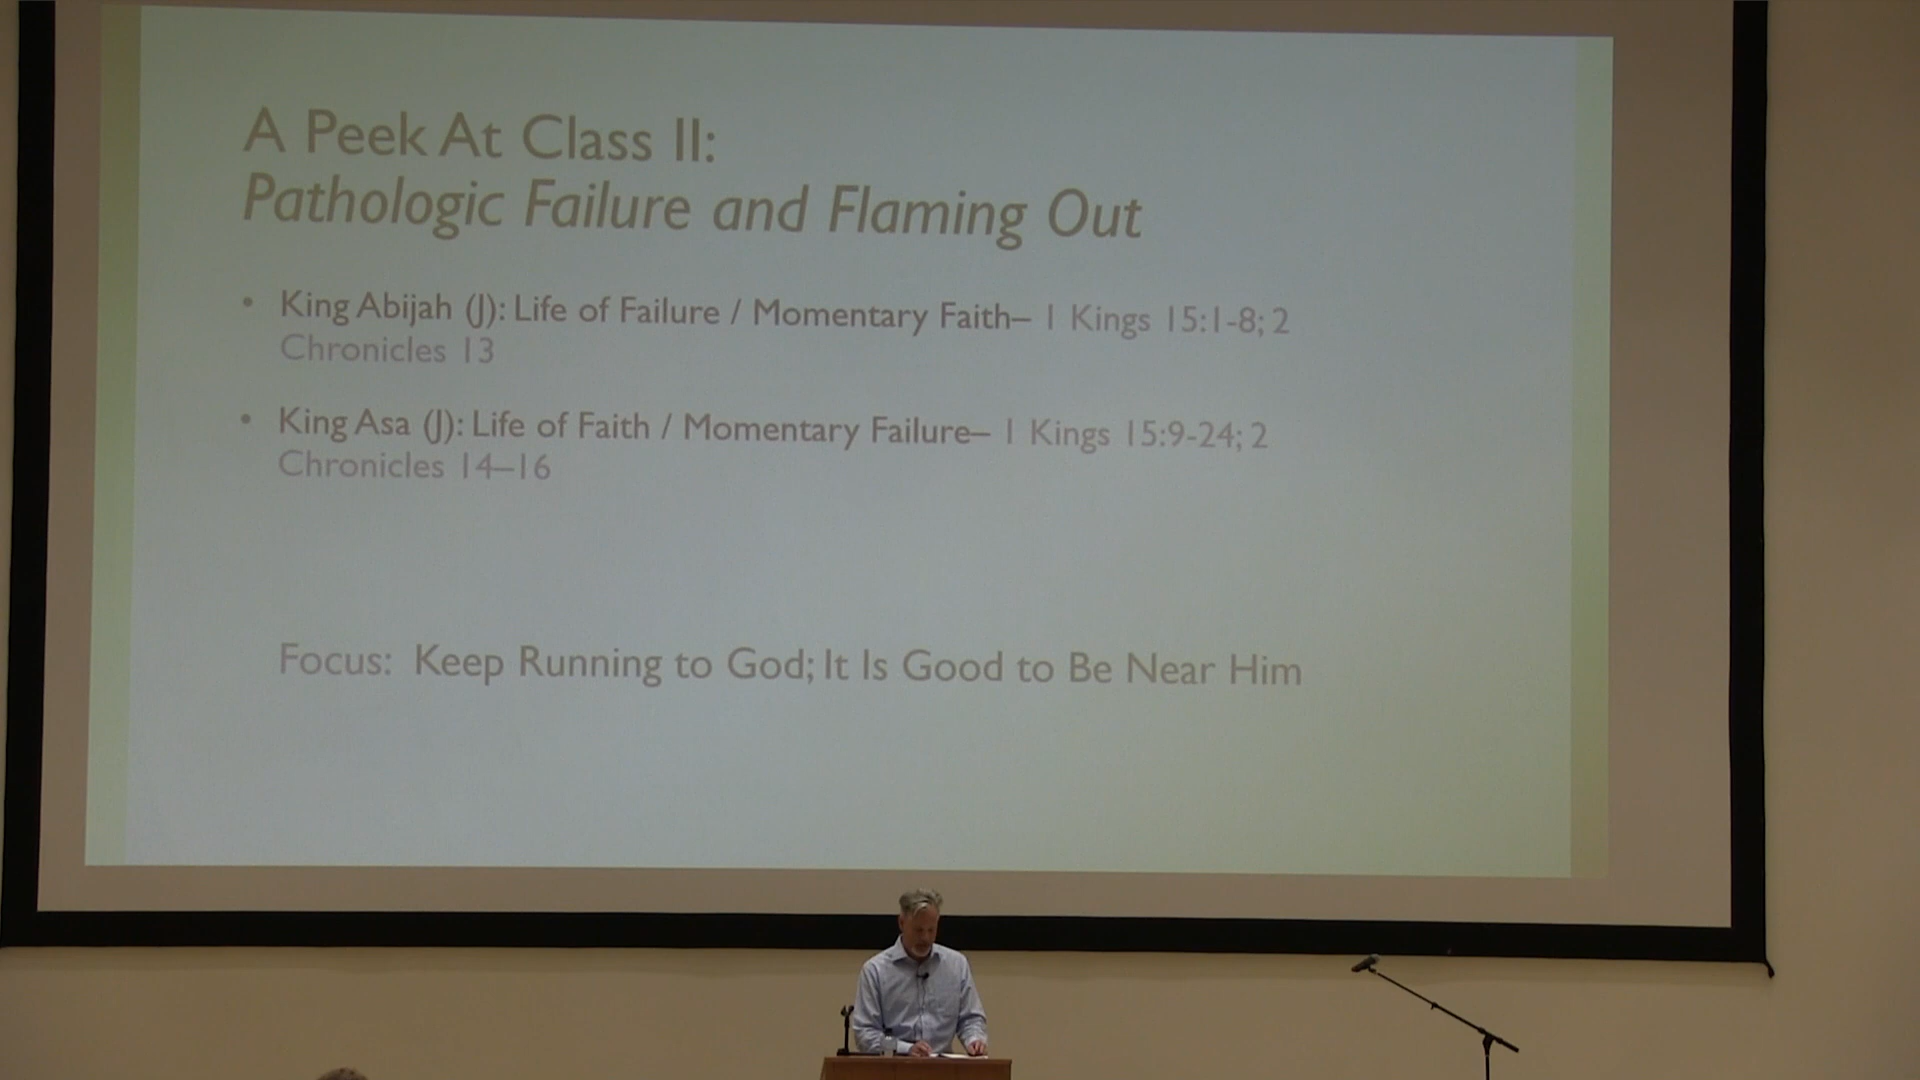 A Peek At Class II:
Pathologic Failure and Flaming Out
• King Abijah (J): Life of Failure / Momentary Faith– 1 Kings 15:1-8; 2
Chronicles 13
• King Asa (J): Life of Faith / Momentary Failure– 1 Kings 15:9-24; 2
Chronicles 14–16
Focus: Keep Running to God; It Is Good to Be Near Him